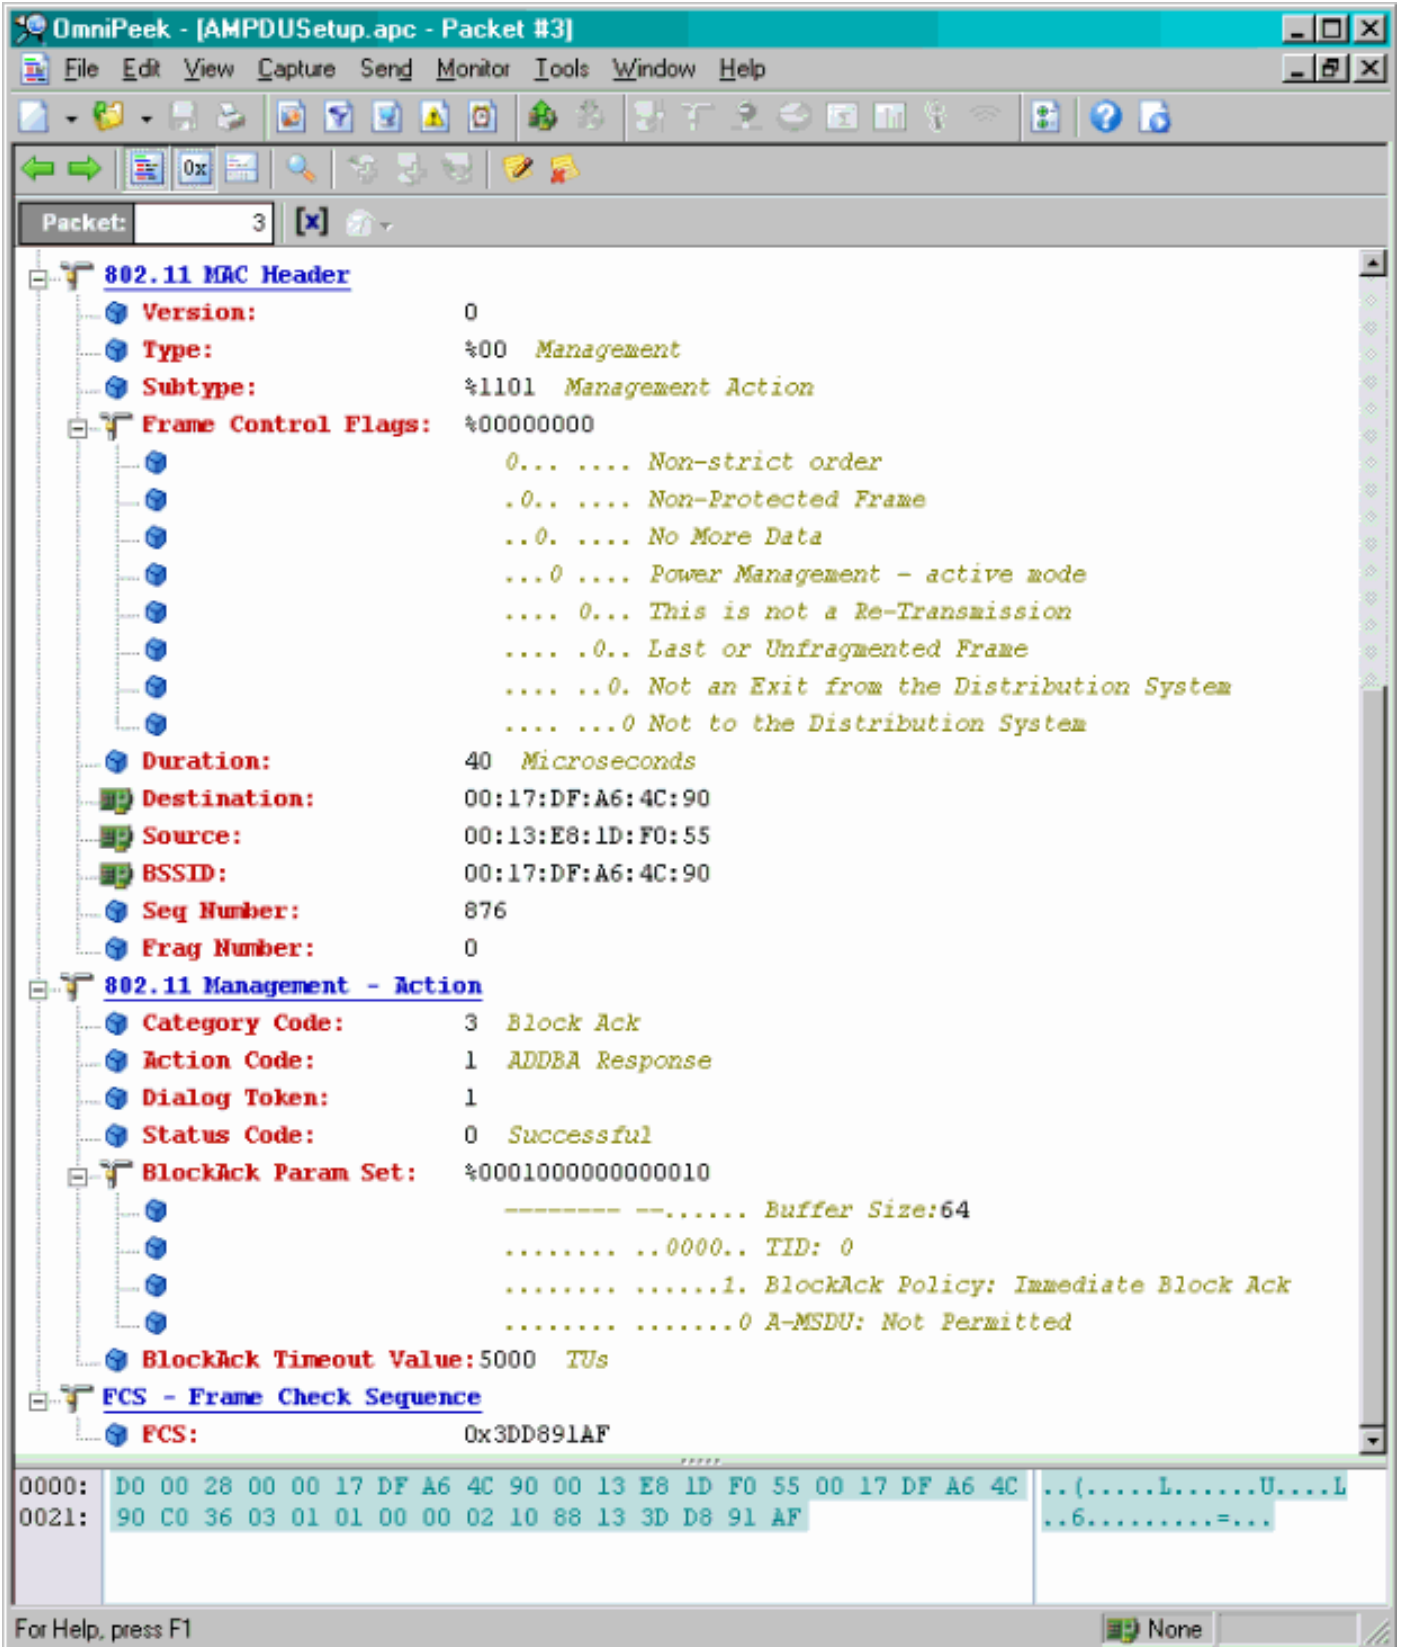 OmniPeek - [AMPDUSetup.apc - Packet #3]
File Edit View Capture Send Monitor Tools Window Help
0x
Packet: 3 [x]
802.11 MAC Header
Version: 0
Type: %00 Management
Subtype: %1101 Management Action
Frame Control Flags: %00000000
0... .... Non-strict order
.0.. .... Non-Protected Frame
..0. .... No More Data
...0 .... Power Management - active mode
.... 0... This is not a Re-Transmission
.... .0.. Last or Unfragmented Frame
.... ..0. Not an Exit from the Distribution System
.... ...0 Not to the Distribution System
Duration: 40 Microseconds
Destination: 00:17:DF:A6:4C:90
Source: 00:13:E8:1D:F0:55
BSSID: 00:17:DF:A6:4C:90
Seq Number: 876
Frag Number: 0
802.11 Management - Action
Category Code: 3 Block Ack
Action Code: 1 ADDBA Response
Dialog Token: 1
Status Code: 0 Successful
BlockAck Param Set: %0001000000000010
-------- --...... Buffer Size:64
........ ..0000.. TID: 0
........ ......1. BlockAck Policy: Immediate Block Ack
........ .......0 A-MSDU: Not Permitted
BlockAck Timeout Value:5000 TUs
FCS - Frame Check Sequence
FCS: 0x3DD891AF
0000: D0 00 28 00 00 17 DF A6 4C 90 00 13 E8 1D F0 55 00 17 DF A6 4C ..(.....L......U....L
0021: 90 C0 36 03 01 01 00 00 02 10 88 13 3D D8 91 AF ..6.........=...
For Help, press F1 None